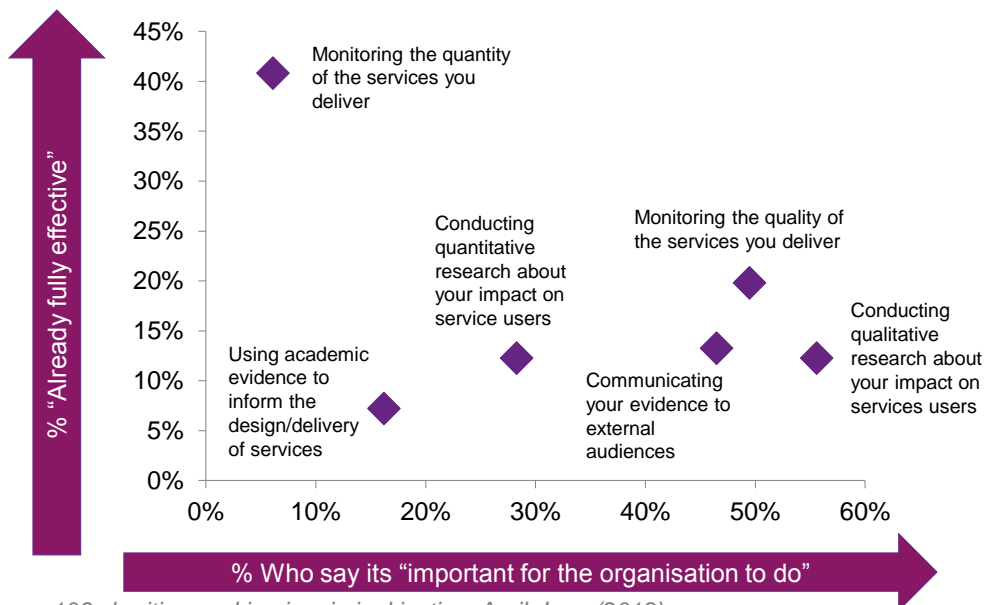 45%
40%
35%
30%
25%
20%
15%
10%
5%
0%
% “Already fully effective”
Monitoring the quantity
of the services you
deliver
Conducting
quantitative
research about
your impact on
service users
Monitoring the quality of
the services you deliver
Using academic
evidence to
inform the
design/delivery
of services
Communicating
your evidence to
external
audiences
Conducting
qualitative
research about
your impact on
services users
0% 10% 20% 30% 40% 50% 60%
% Who say its “important for the organisation to do”